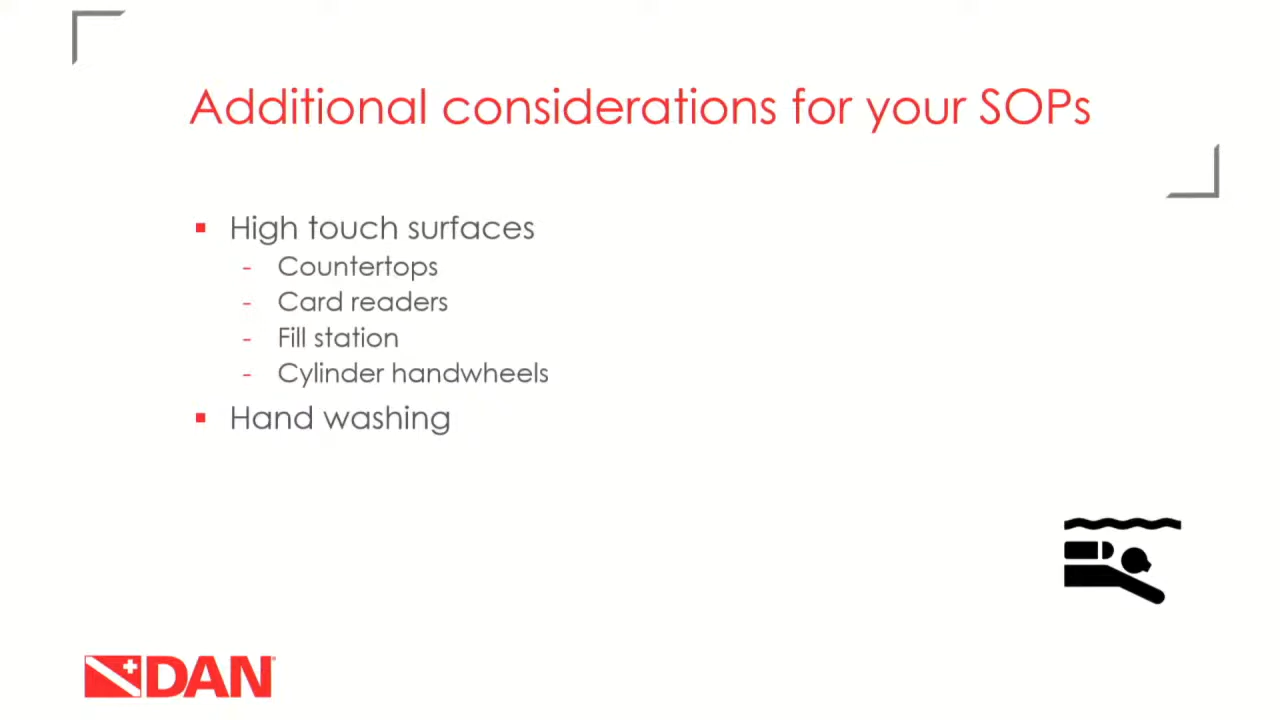 Additional considerations for your SOPs
▪ High touch surfaces
- Countertops
- Card readers
- Fill station
- Cylinder handwheels
▪ Hand washing
DAN